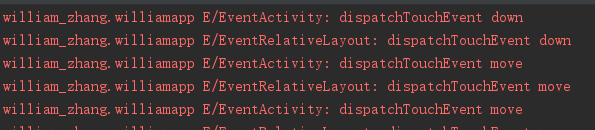 william_zhang.williamapp E/EventActivity: dispatchTouchEvent down
william_zhang.williamapp E/EventRelativeLayout: dispatchTouchEvent down
william_zhang.williamapp E/EventActivity: dispatchTouchEvent move
william_zhang.williamapp E/EventRelativeLayout: dispatchTouchEvent move
william_zhang.williamapp E/EventActivity: dispatchTouchEvent move